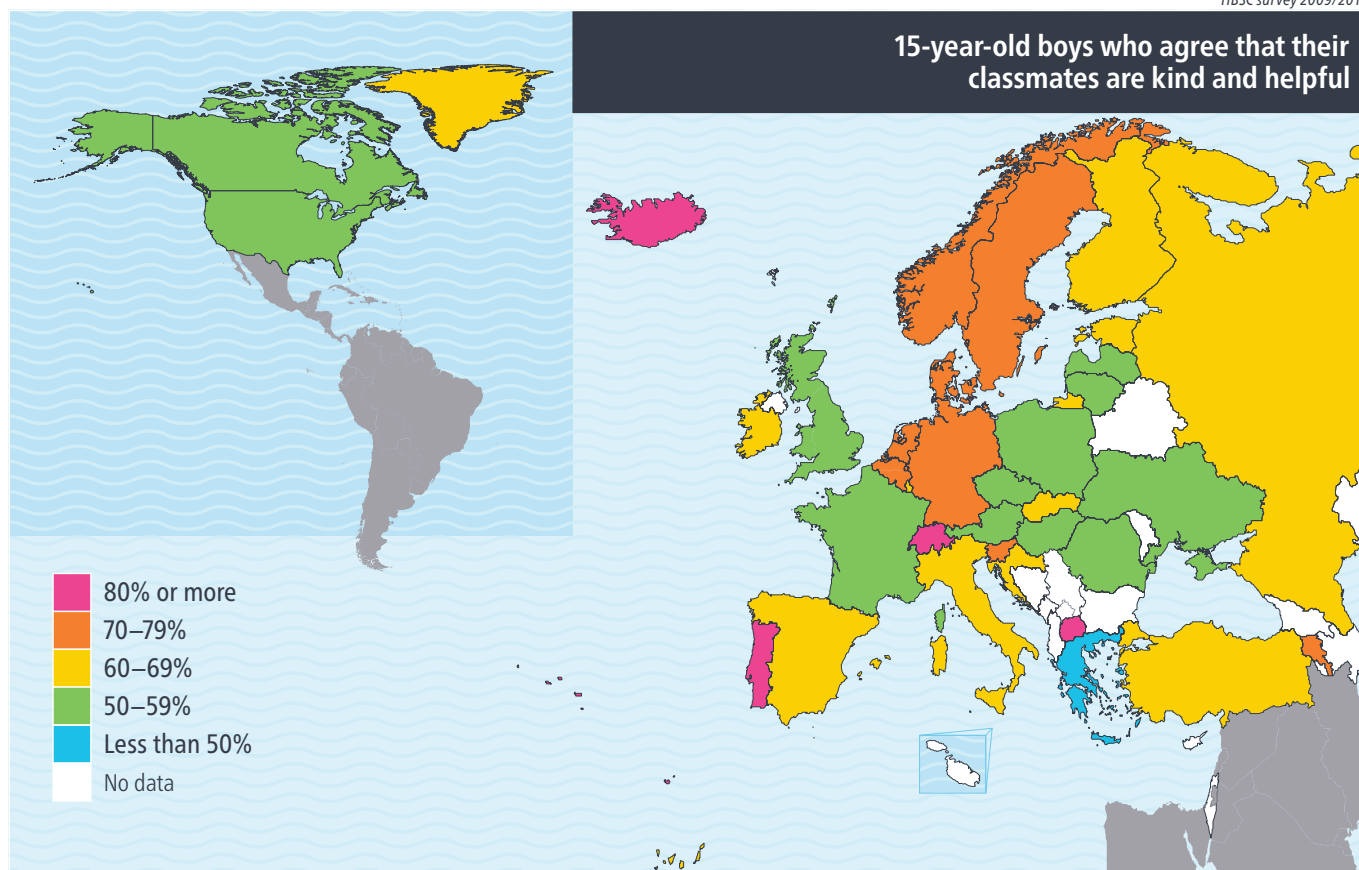 15-year-old boys who agree that their
classmates are kind and helpful
80% or more
70–79%
60–69%
50–59%
Less than 50%
No data